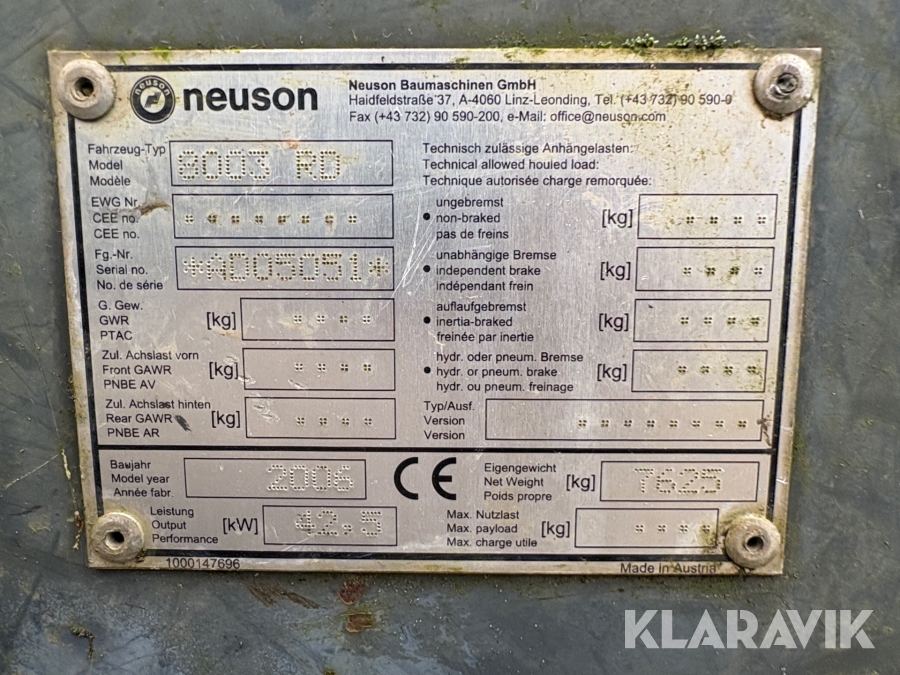 neuson
Neuson Baumaschinen GmbH
Haidfeldstraße 37, A-4060 Linz-Leonding, Tel. (+43 732) 90 590-0
Fax (+43 732) 90 590-200, e-Mail: office@neuson.com
Fahrzeug-Typ
Model
Modèle
8003 RD
EWG Nr.
CEE no.
CEE no.
Fg.-Nr.
Serial no.
No. de série
*AD05051*
G. Gew.
GWR [kg]
PTAC
Zul. Achslast vorn
Front GAWR [kg]
PNBE AV
Zul. Achslast hinten
Rear GAWR [kg]
PNBE AR
Technisch zulässige Anhängelasten:
Technical allowed houled load:
Technique autorisée charge remorquée:
ungebremst
• non-braked [kg]
pas de freins
unabhängige Bremse
• independent brake [kg]
indépendant frein
auflaufgebremst
• inertia-braked [kg]
freinée par inertie
hydr. oder pneum. Bremse
• hydr. or pneum. brake [kg]
hydr. ou pneum. freinage
Typ/Ausf.
Version
Version
Baujahr
Model year
Année fabr.
2006
CE
Eigengewicht
Net Weight [kg]
Poids propre
7625
Leistung
Output [kW]
Performance
42.5
Max. Nutzlast
Max. payload [kg]
Max. charge utile
1000147696
Made in Austria
KLARAVIK